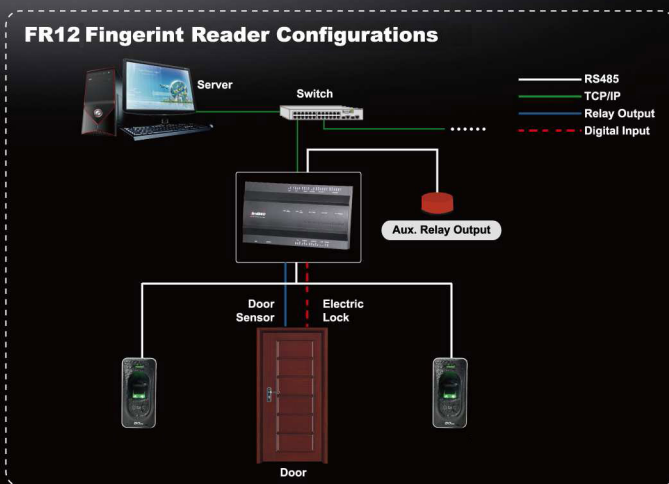 FR12 Fingerint Reader Configurations
Server
Switch
RS485
TCP/IP
Relay Output
Digital Input
Aux. Relay Output
Door
Sensor
Electric
Lock
Door